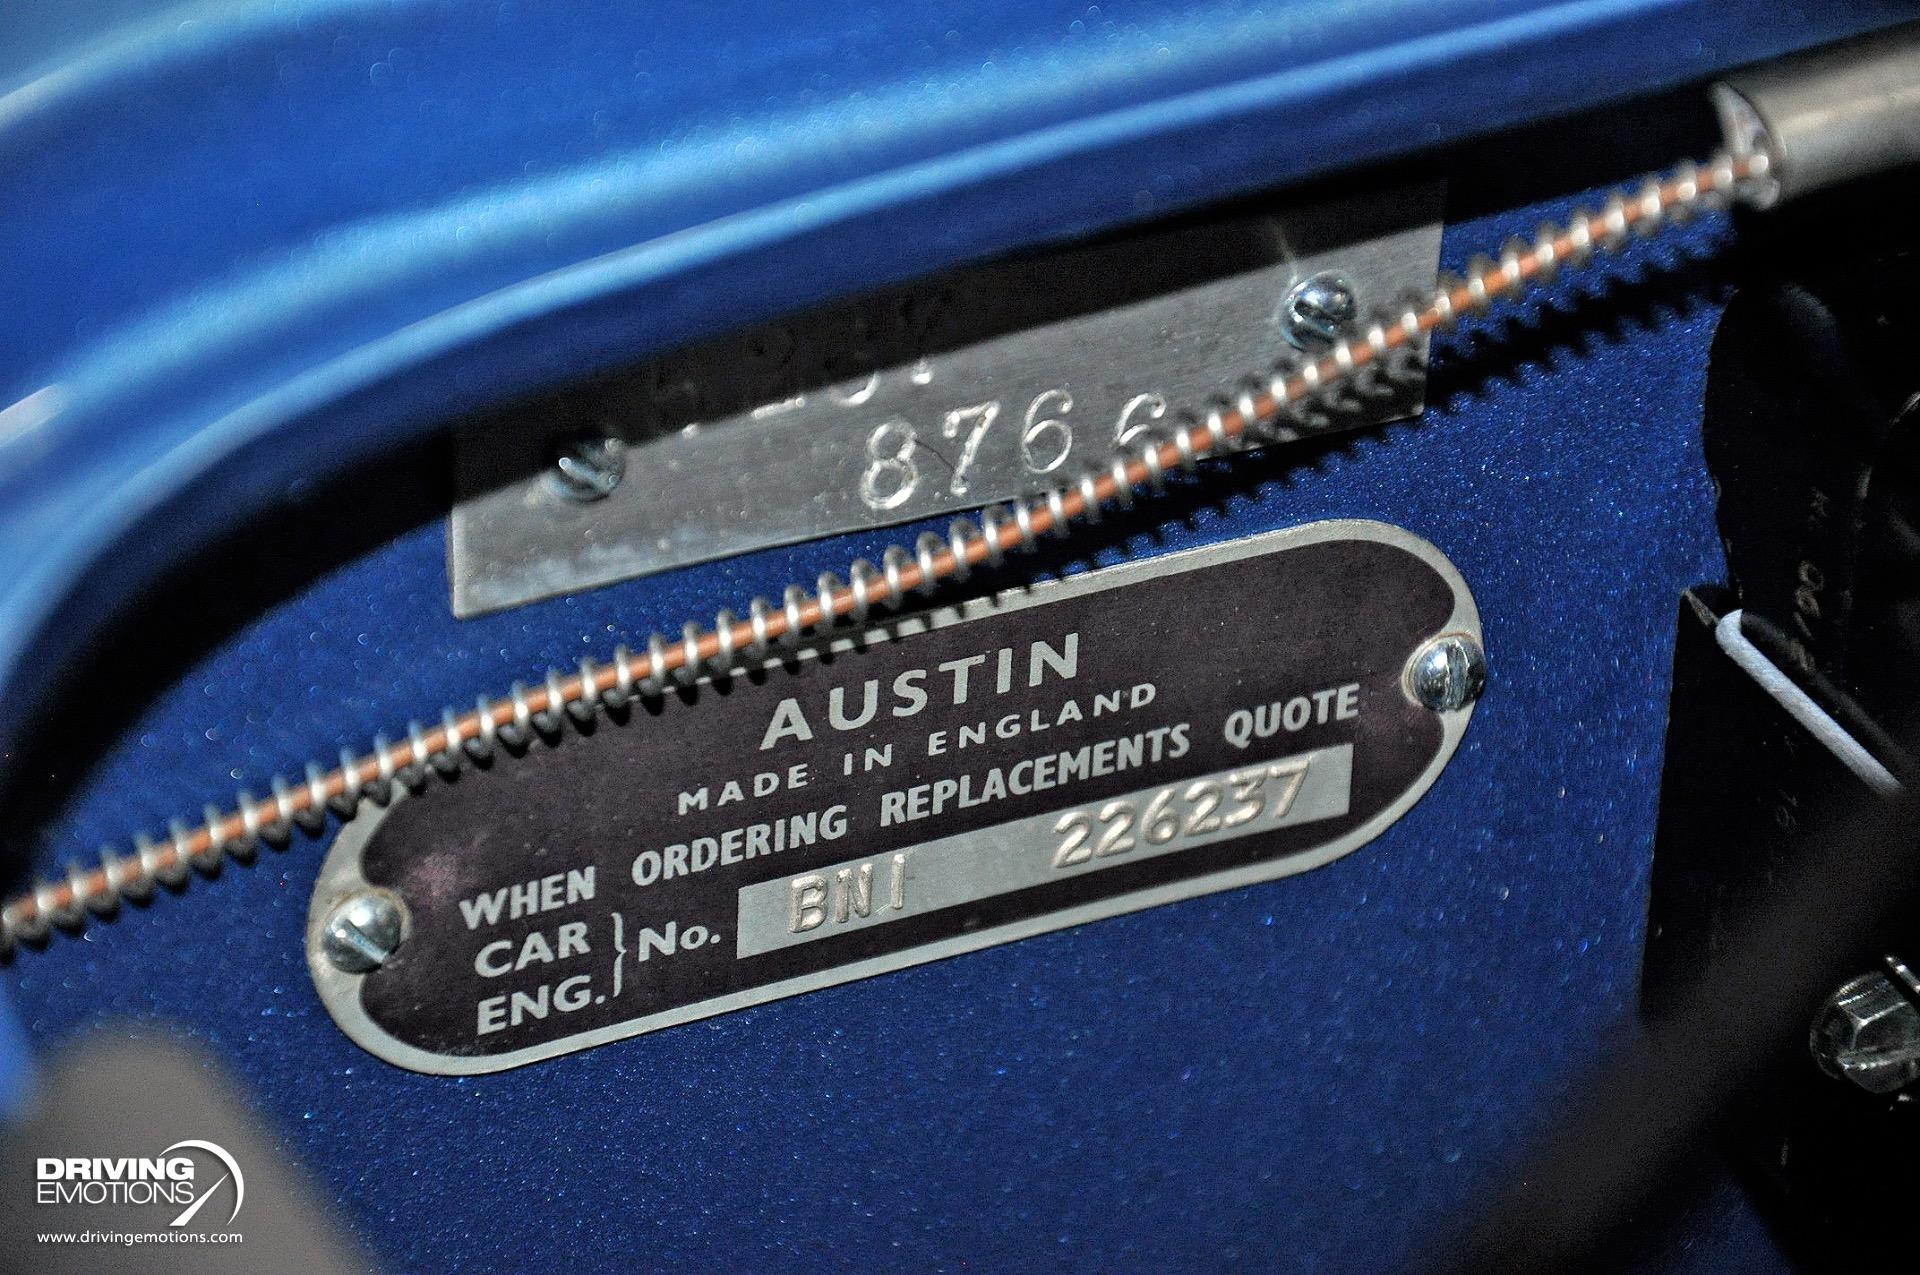 8766
AUSTIN
MADE IN ENGLAND
WHEN ORDERING REPLACEMENTS QUOTE
CAR
ENG. } No. BN1 226237
DRIVING
EMOTIONS
www.drivingemotions.com